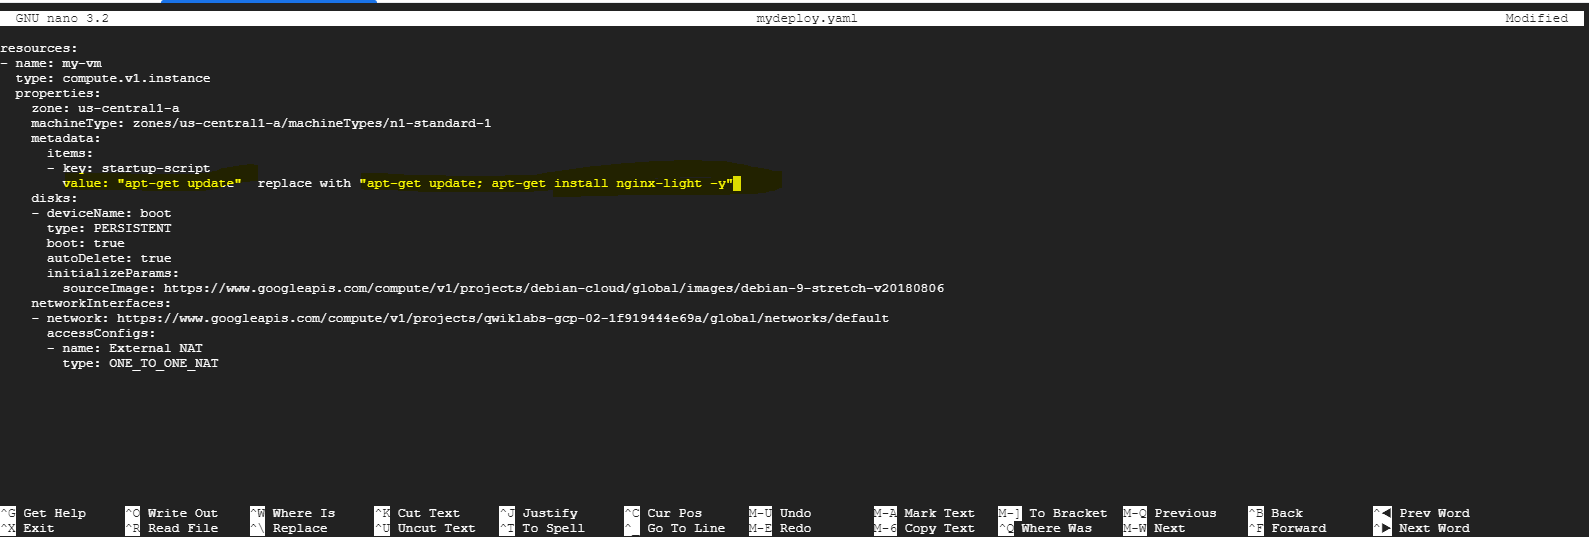 GNU nano 3.2 mydeploy.yaml Modified
resources:
- name: my-vm
  type: compute.v1.instance
  properties:
    zone: us-central1-a
    machineType: zones/us-central1-a/machineTypes/n1-standard-1
    metadata:
      items:
      - key: startup-script
        value: "apt-get update"  replace with "apt-get update; apt-get install nginx-light -y"
    disks:
    - deviceName: boot
      type: PERSISTENT
      boot: true
      autoDelete: true
      initializeParams:
        sourceImage: https://www.googleapis.com/compute/v1/projects/debian-cloud/global/images/debian-9-stretch-v20180806
    networkInterfaces:
    - network: https://www.googleapis.com/compute/v1/projects/qwiklabs-gcp-02-1f919444e69a/global/networks/default
      accessConfigs:
      - name: External NAT
        type: ONE_TO_ONE_NAT
^G Get Help ^O Write Out ^W Where Is ^K Cut Text ^J Justify ^C Cur Pos M-U Undo M-A Mark Text M-] To Bracket M-Q Previous ^B Back ^◀ Prev Word
^X Exit ^R Read File ^\ Replace ^U Uncut Text ^T To Spell ^_ Go To Line M-E Redo M-6 Copy Text ^Q Where Was M-W Next ^F Forward ^▶ Next Word